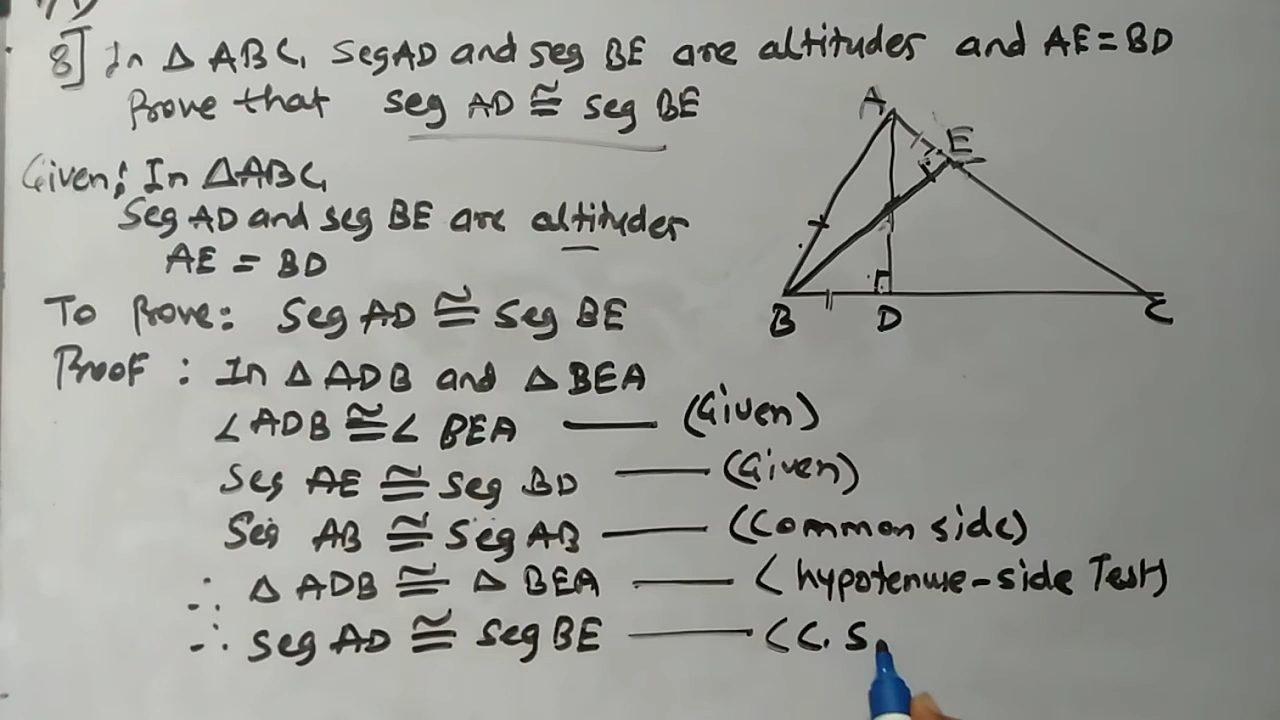 8] In Δ ABC, seg AD and seg BE are altitudes and AE = BD
Prove that seg AD ≅ seg BE
Given: In ΔABC,
Seg AD and seg BE are altitudes
AE = BD
To Prove: Seg AD ≅ Seg BE
Proof : In Δ ADB and Δ BEA
∠ADB ≅ ∠ BEA —— (Given)
Seg AE ≅ Seg BD —— (Given)
Seg AB ≅ Seg AB —— (Common side)
∴ Δ ADB ≅ Δ BEA —— (hypotenuse-side Test)
∴ seg AD ≅ seg BE —— (C. S
A
E
B
D
C